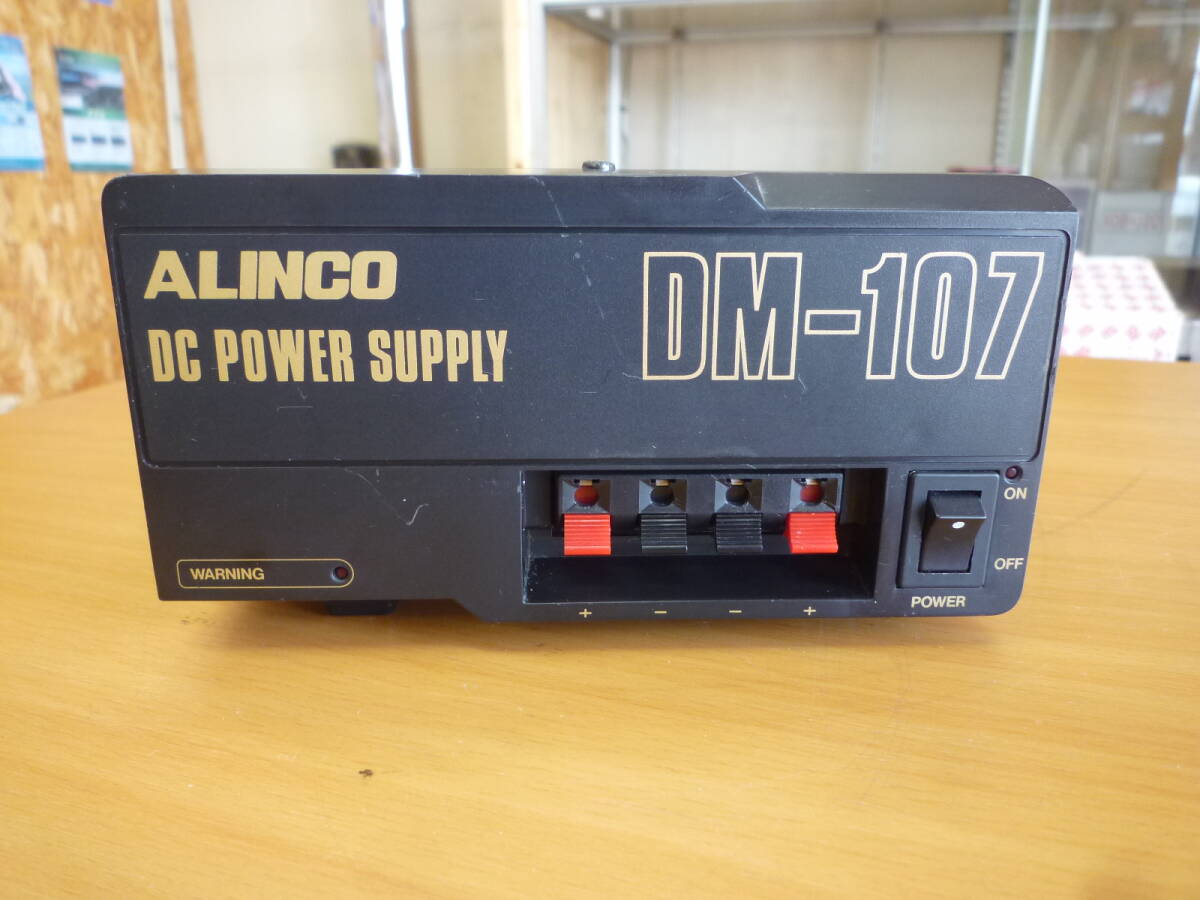 ALINCO
DC POWER SUPPLY
DM-107
WARNING
+ - - +
ON
OFF
POWER